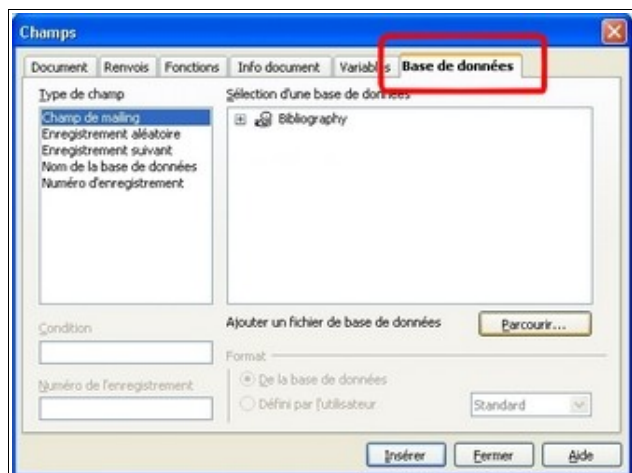 Champs
Document Renvois Fonctions Info document Variables Base de données
Type de champ
Champ de mailing
Enregistrement aléatoire
Enregistrement suivant
Nom de la base de données
Numéro d'enregistrement
Sélection d'une base de données
Bibliography
Ajouter un fichier de base de données Parcourir...
Condition
Numéro de l'enregistrement
Format
De la base de données
Défini par l'utilisateur Standard
Insérer Fermer Aide